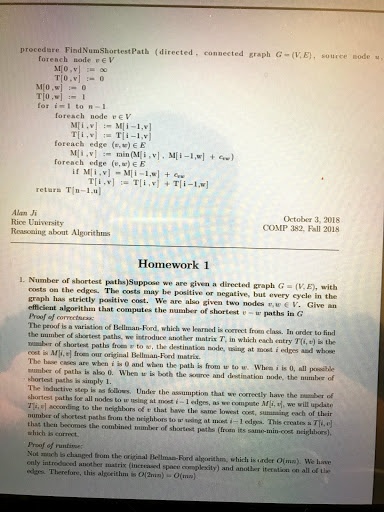 procedure FindNumShortestPath (directed, connected graph G=(V,E), source node u,
foreach node v∈V
M[0,v] := ∞
T[0,v] := 0
M[0,w] := 0
T[0,w] := 1
for i=1 to n−1
foreach node v∈V
M[i,v] := M[i−1,v]
T[i,v] := T[i−1,v]
foreach edge (v,w)∈E
M[i,v] := min(M[i,v], M[i−1,w] + cvw)
foreach edge (v,w)∈E
if M[i,v] = M[i−1,w] + cvw
T[i,v] := T[i,v] + T[i−1,w]
return T[n−1,u]
Alan Ji
Rice University
Reasoning about Algorithms
October 3, 2018
COMP 382, Fall 2018
Homework 1
1. Number of shortest paths)Suppose we are given a directed graph G = (V, E), with
costs on the edges. The costs may be positive or negative, but every cycle in the
graph has strictly positive cost. We are also given two nodes v, w ∈ V. Give an
efficient algorithm that computes the number of shortest v − w paths in G
Proof of correctness:
The proof is a variation of Bellman-Ford, which we learned is correct from class. In order to find
the number of shortest paths, we introduce another matrix T, in which each entry T(i, v) is the
number of shortest paths from v to w, the destination node, using at most i edges and whose
cost is M[i, v] from our original Bellman-Ford matrix.
The base cases are when i is 0 and when the path is from w to w. When i is 0, all possible
number of paths is also 0. When w is both the source and destination node, the number of
shortest paths is simply 1.
The inductive step is as follows. Under the assumption that we correctly have the number of
shortest paths for all nodes to w using at most i − 1 edges, as we compute M[i, v], we will update
T[i, v] according to the neighbors of v that have the same lowest cost, summing each of their
number of shortest paths from the neighbors to w using at most i−1 edges. This creates a T[i, v]
that then becomes the combined number of shortest paths (from its same-min-cost neighbors),
which is correct.
Proof of runtime:
Not much is changed from the original Bellman-Ford algorithm, which is order O(mn). We have
only introduced another matrix (increased space complexity) and another iteration on all of the
edges. Therefore, this algorithm is O(2mn) = O(mn)